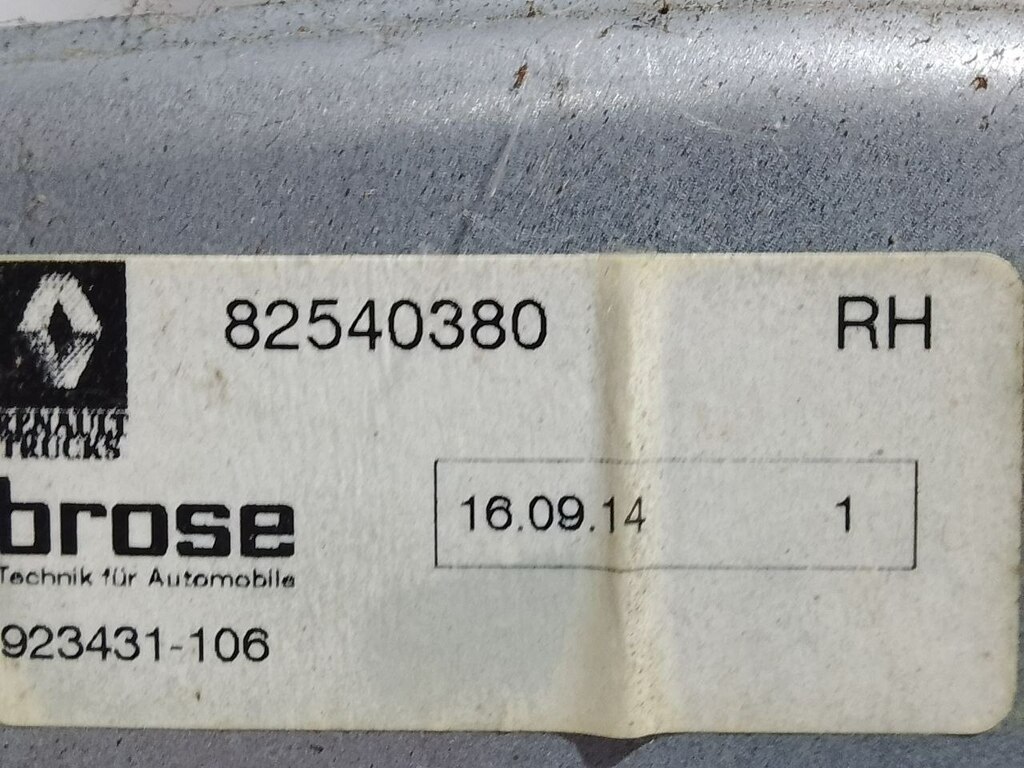 82540380 RH
RENAULT
TRUCKS
brose
16.09.14 1
Technik für Automobile
923431-106